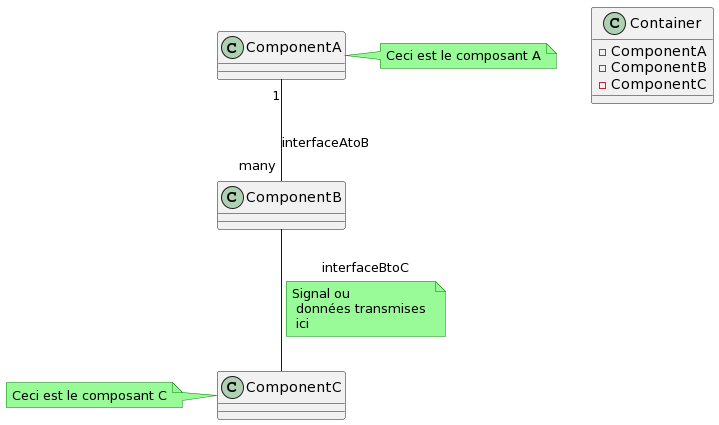 C ComponentA
Ceci est le composant A
C Container
ComponentA
ComponentB
ComponentC
1
interfaceAtoB
many
C ComponentB
interfaceBtoC
Signal ou
données transmises
ici
C ComponentC
Ceci est le composant C